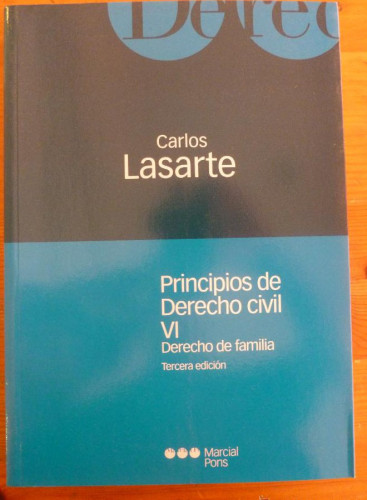 Derec
Carlos
Lasarte
Principios de
Derecho civil
VI
Derecho de familia
Tercera edición
Marcial
Pons